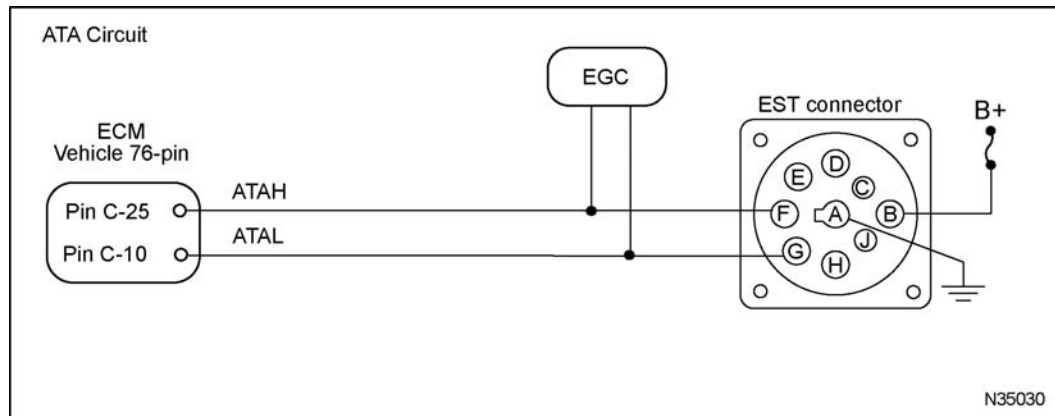 ATA Circuit
EGC
EST connector
B+
ECM
Vehicle 76-pin
D
E
C
Pin C-25
ATAH
F
A
B
Pin C-10
ATAL
G
J
H
N35030